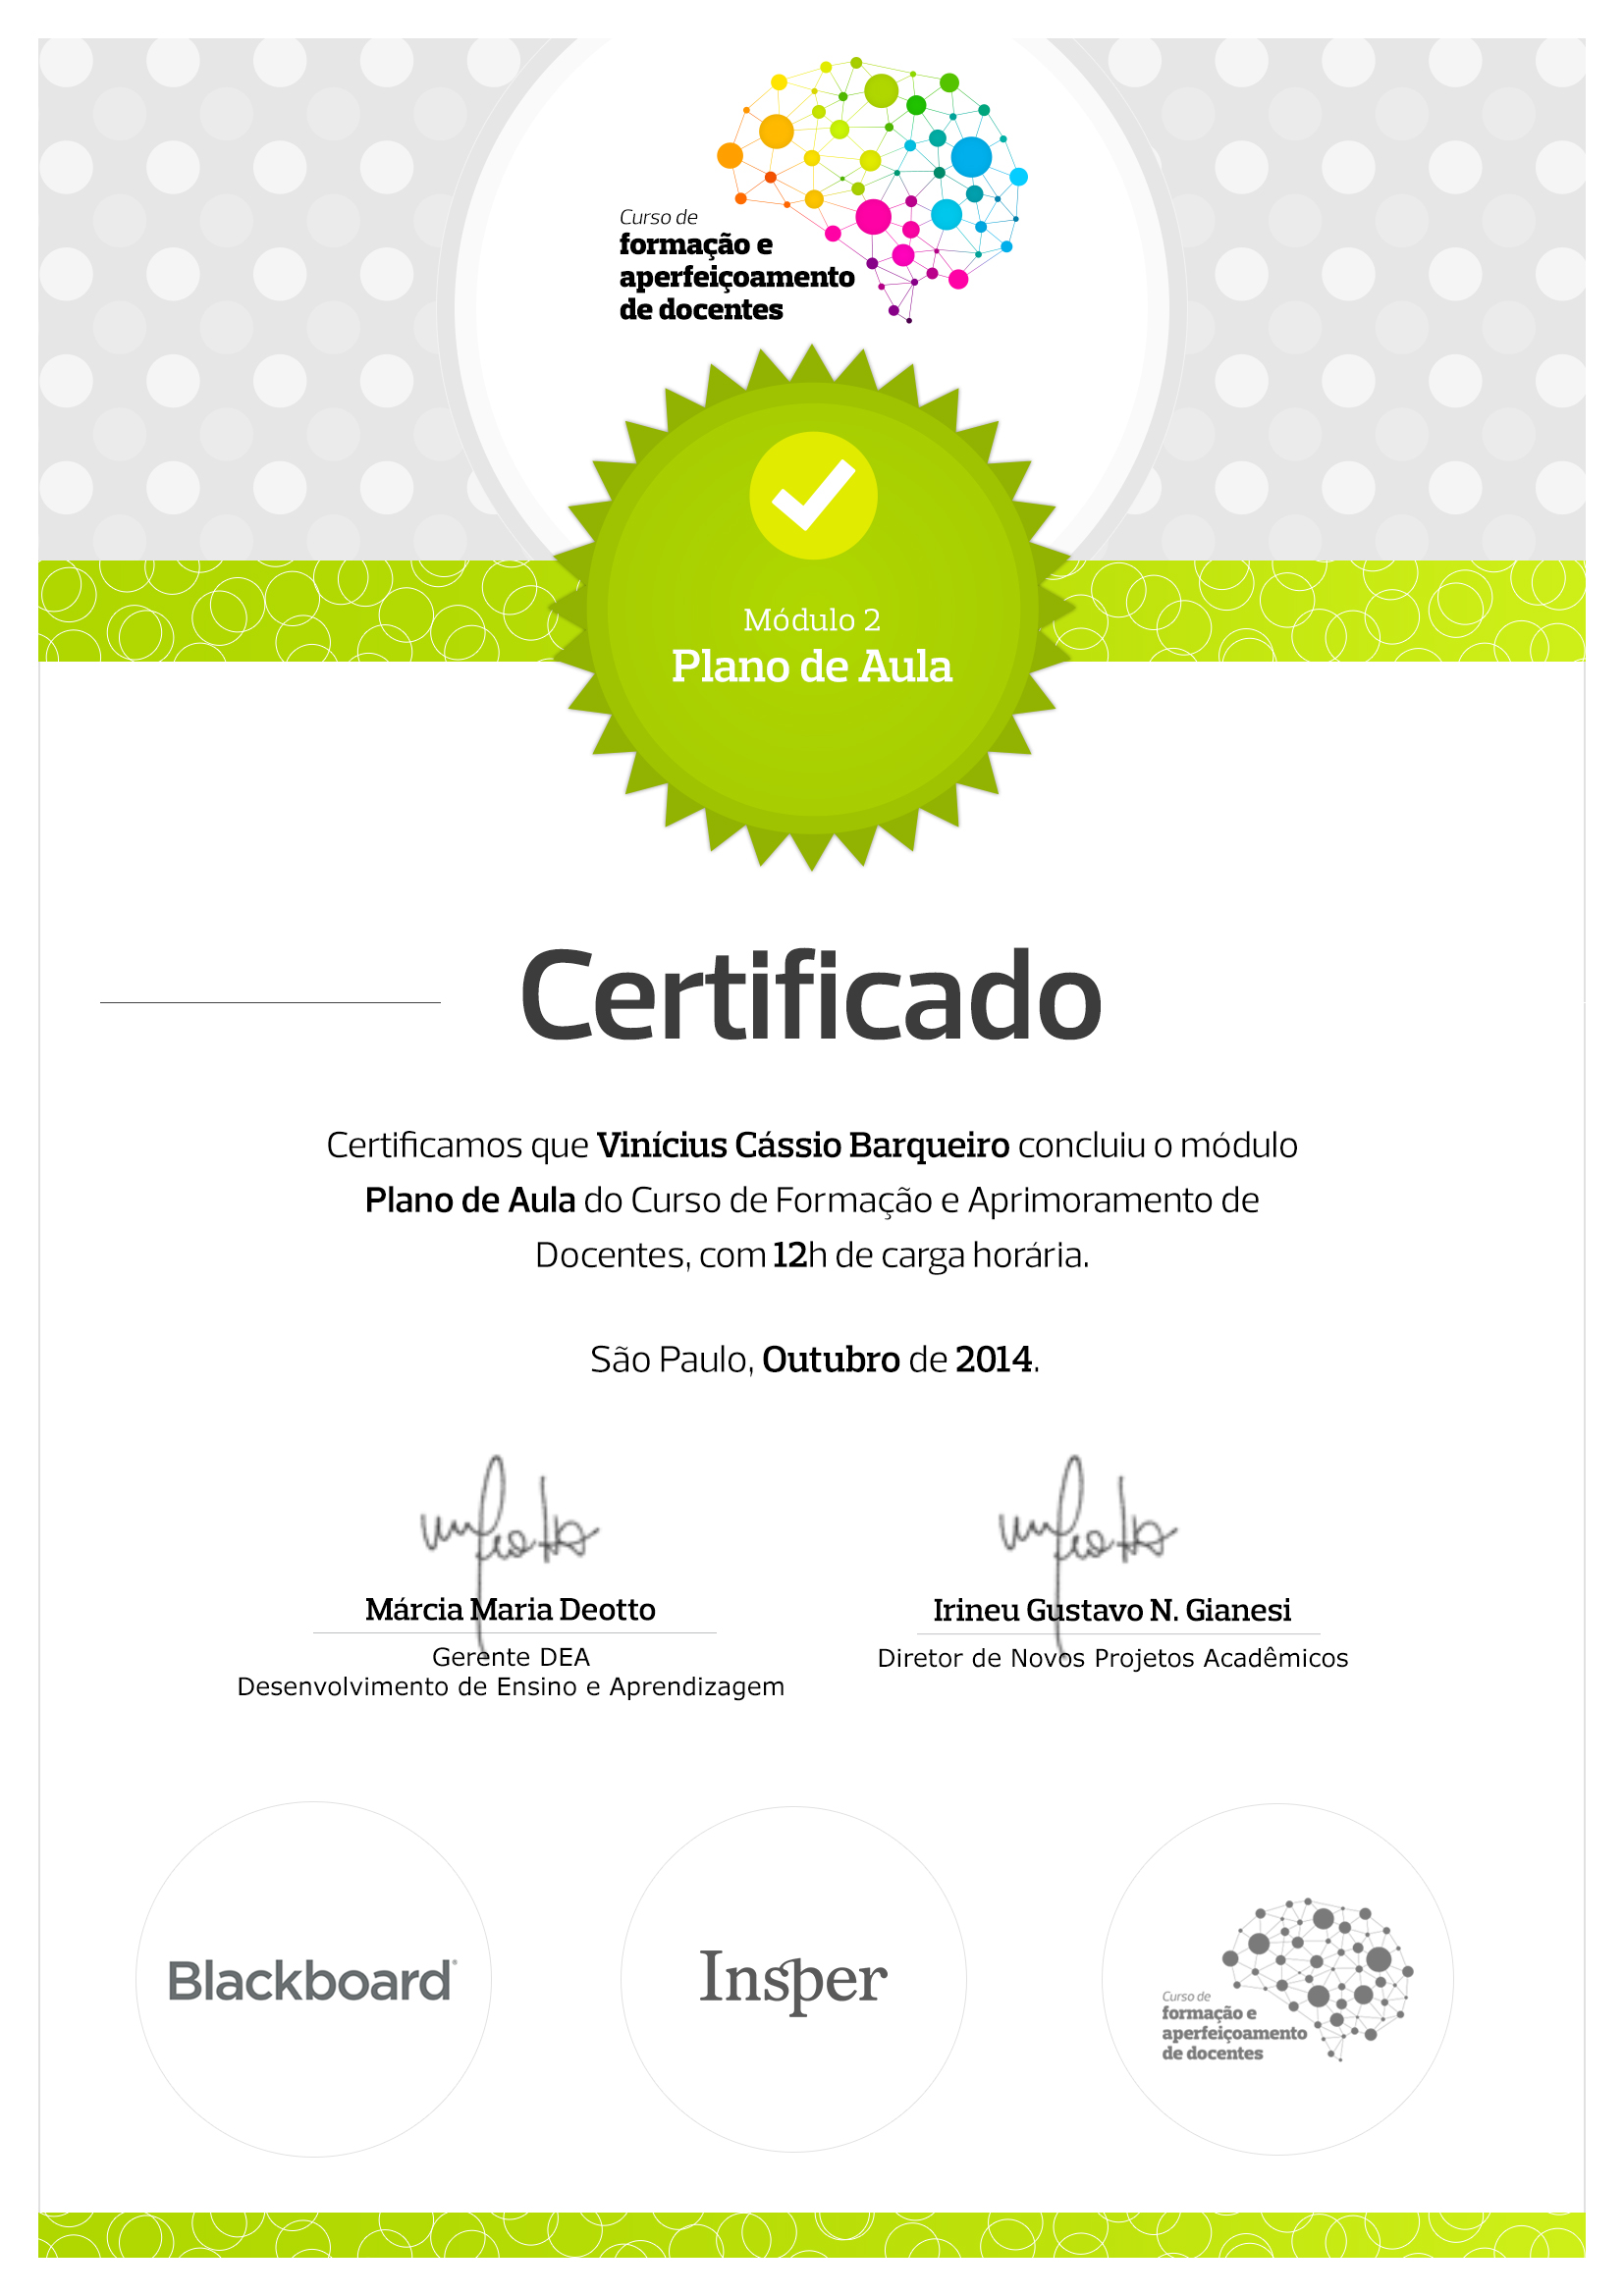 Curso de
formação e
aperfeiçoamento
de docentes
Módulo 2
Plano de Aula
Certificado
Certificamos que Vinícius Cássio Barqueiro concluiu o módulo
Plano de Aula do Curso de Formação e Aprimoramento de
Docentes, com 12h de carga horária.
São Paulo, Outubro de 2014.
Márcia Maria Deotto
Gerente DEA
Desenvolvimento de Ensino e Aprendizagem
Irineu Gustavo N. Gianesi
Diretor de Novos Projetos Acadêmicos
Blackboard
Insper
Curso de
formação e
aperfeiçoamento
de docentes